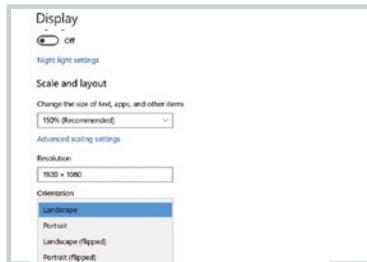 Display
Off
Night light settings
Scale and layout
Change the size of text, apps, and other items
150% (Recommended)
Advanced scaling settings
Resolution
1920 × 1080
Orientation
Landscape
Portrait
Landscape (flipped)
Portrait (flipped)